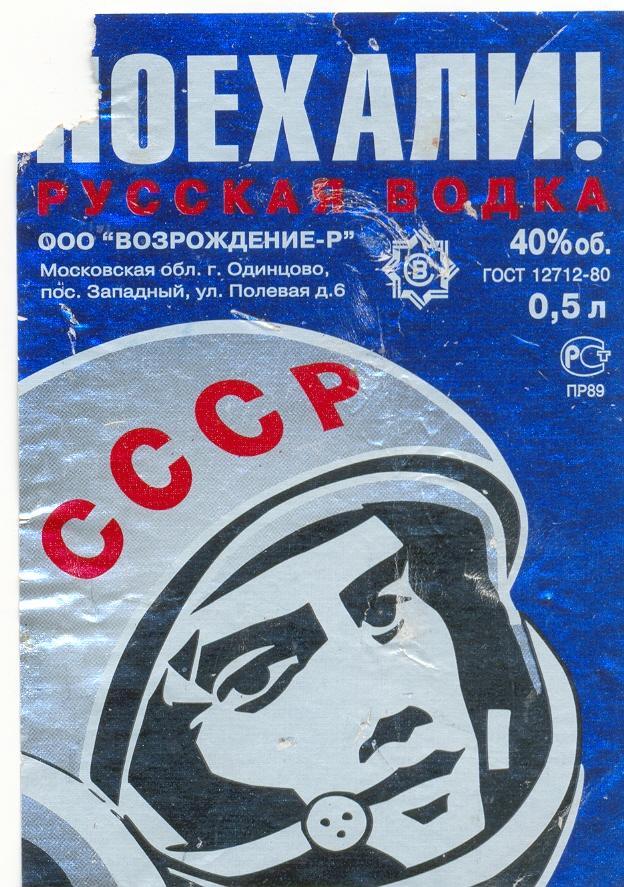 ПОЕХАЛИ!
РУССКАЯ ВОДКА
ООО "ВОЗРОЖДЕНИЕ-Р"
Московская обл. г. Одинцово,
пос. Западный, ул. Полевая д.6
В
40%об.
ГОСТ 12712-80
0,5 л
РСТ
ПР89
СССР